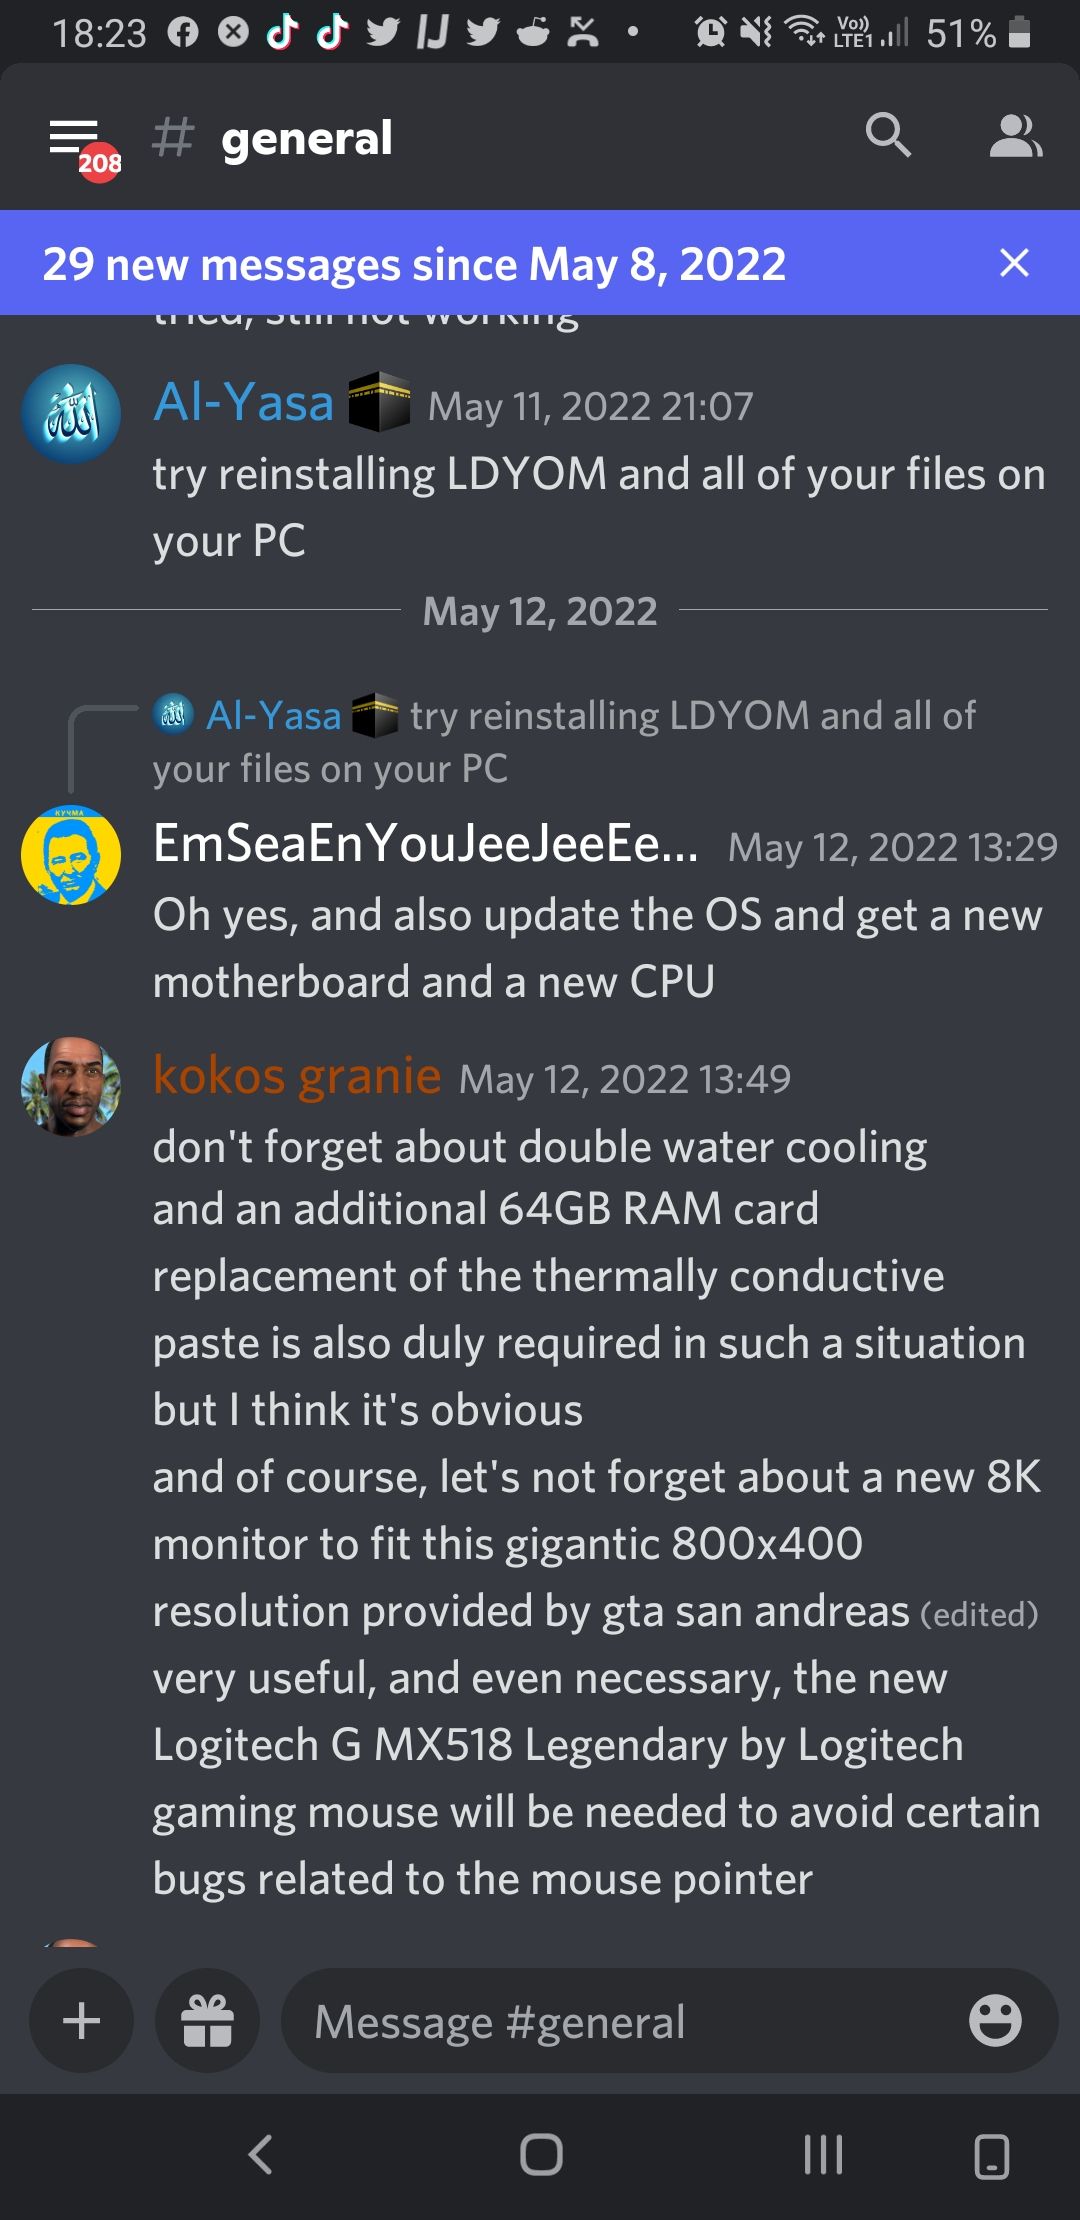 18:23
Vo))
LTE1
51%
208
# general
29 new messages since May 8, 2022
tried, still not working
Al-Yasa May 11, 2022 21:07
try reinstalling LDYOM and all of your files on
your PC
May 12, 2022
Al-Yasa try reinstalling LDYOM and all of
your files on your PC
КУЧМА
EmSeaEnYouJeeJeeEe... May 12, 2022 13:29
Oh yes, and also update the OS and get a new
motherboard and a new CPU
kokos granie May 12, 2022 13:49
don't forget about double water cooling
and an additional 64GB RAM card
replacement of the thermally conductive
paste is also duly required in such a situation
but I think it's obvious
and of course, let's not forget about a new 8K
monitor to fit this gigantic 800x400
resolution provided by gta san andreas (edited)
very useful, and even necessary, the new
Logitech G MX518 Legendary by Logitech
gaming mouse will be needed to avoid certain
bugs related to the mouse pointer
Message #general